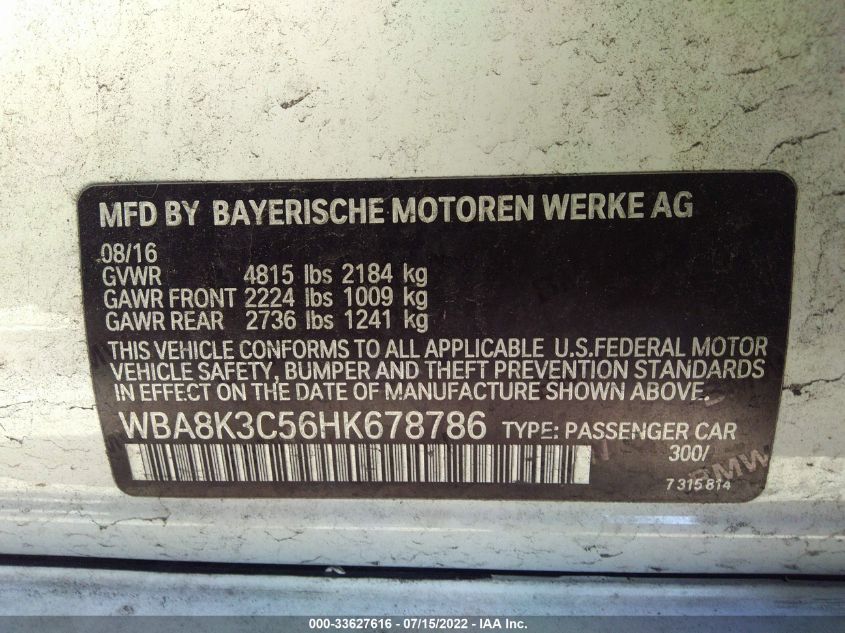 MFD BY BAYERISCHE MOTOREN WERKE AG
08/16
GVWR 4815 lbs 2184 kg
GAWR FRONT 2224 lbs 1009 kg
GAWR REAR 2736 lbs 1241 kg
THIS VEHICLE CONFORMS TO ALL APPLICABLE U.S.FEDERAL MOTOR
VEHICLE SAFETY, BUMPER AND THEFT PREVENTION STANDARDS
IN EFFECT ON THE DATE OF MANUFACTURE SHOWN ABOVE.
WBA8K3C56HK678786 TYPE: PASSENGER CAR
300/
BMW
7315814
000-33627616 - 07/15/2022 - IAA Inc.